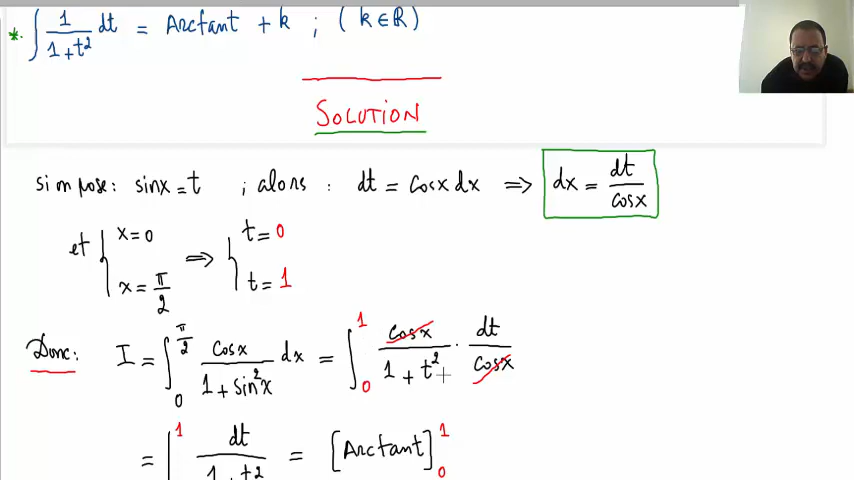 *. ∫ 1/(1+t²) dt = Arctant + k ; (k ∈ ℝ)
SOLUTION
si on pose: sinx = t ; alors : dt = cosx dx ⇒ dx = dt/cosx
et { x = 0 ⇒ { t = 0
x = π/2 t = 1
Donc: I = ∫₀^(π/2) cosx/(1 + sin²x) dx = ∫₀¹ cosx/(1 + t²) · dt/cosx
= ∫ ¹ dt/(1+t²) = [Arctant]₀¹